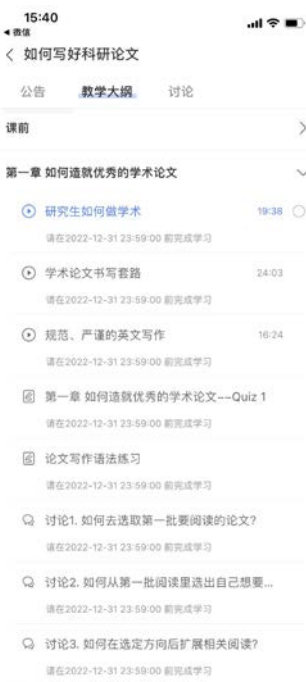 15:40
微信
如何写好科研论文
公告 教学大纲 讨论
课前
第一章 如何造就优秀的学术论文
研究生如何做学术 19:38
请在2022-12-31 23:59:00 前完成学习
学术论文书写套路 24:03
请在2022-12-31 23:59:00 前完成学习
规范、严谨的英文写作 16:24
请在2022-12-31 23:59:00 前完成学习
第一章 如何造就优秀的学术论文--Quiz 1
请在2022-12-31 23:59:00 前完成学习
论文写作语法练习
请在2022-12-31 23:59:00 前完成学习
讨论1. 如何去选取第一批要阅读的论文?
请在2022-12-31 23:59:00 前完成学习
讨论2. 如何从第一批阅读里选出自己想要...
请在2022-12-31 23:59:00 前完成学习
讨论3. 如何在选定方向后扩展相关阅读?
请在2022-12-31 23:59:00 前完成学习